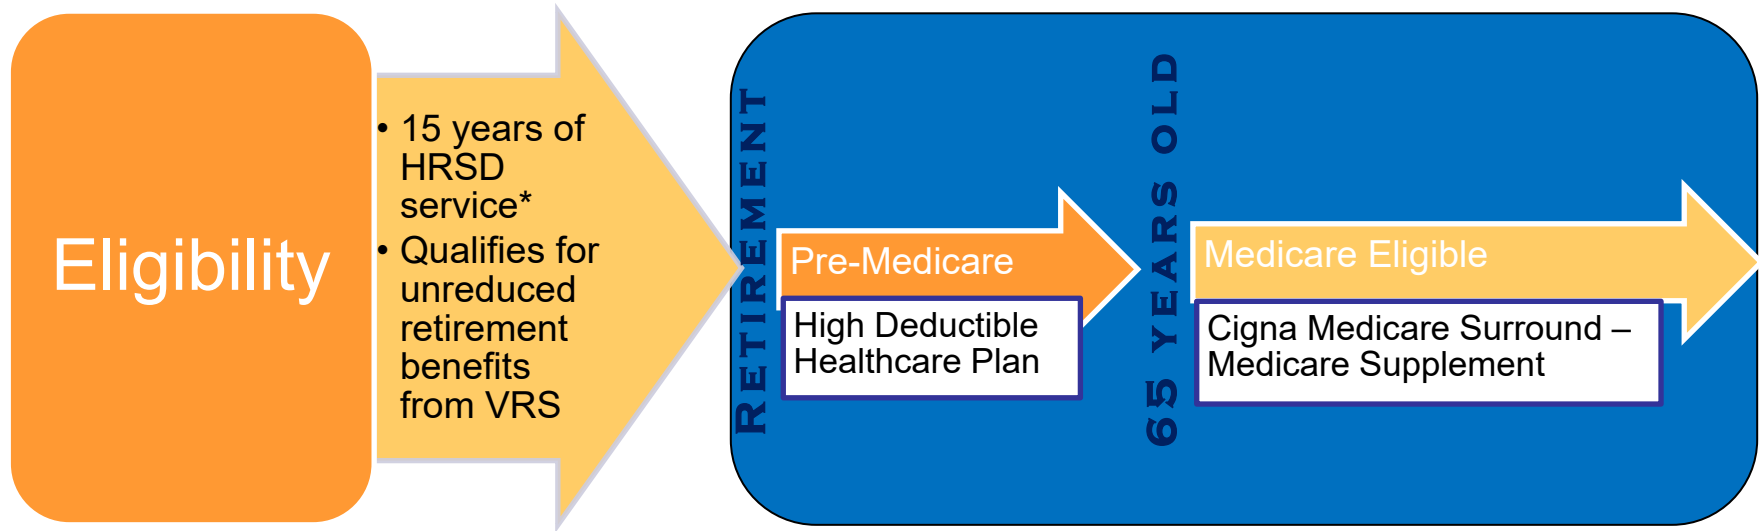 Eligibility
• 15 years of
HRSD
service*
• Qualifies for
unreduced
retirement
benefits
from VRS
RETIREMENT
Pre-Medicare
High Deductible
Healthcare Plan
65 YEARS OLD
Medicare Eligible
Cigna Medicare Surround –
Medicare Supplement